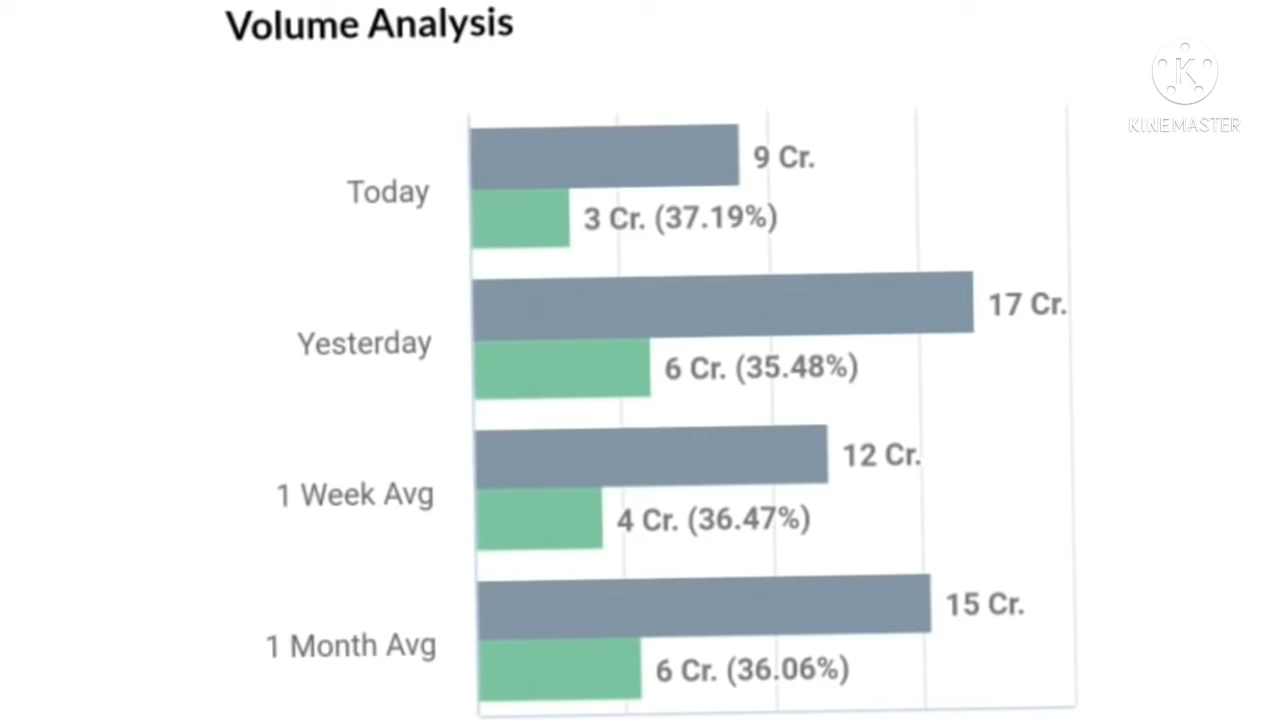 Volume Analysis
KINEMASTER
Today
9 Cr.
3 Cr. (37.19%)
Yesterday
17 Cr.
6 Cr. (35.48%)
1 Week Avg
12 Cr.
4 Cr. (36.47%)
1 Month Avg
15 Cr.
6 Cr. (36.06%)